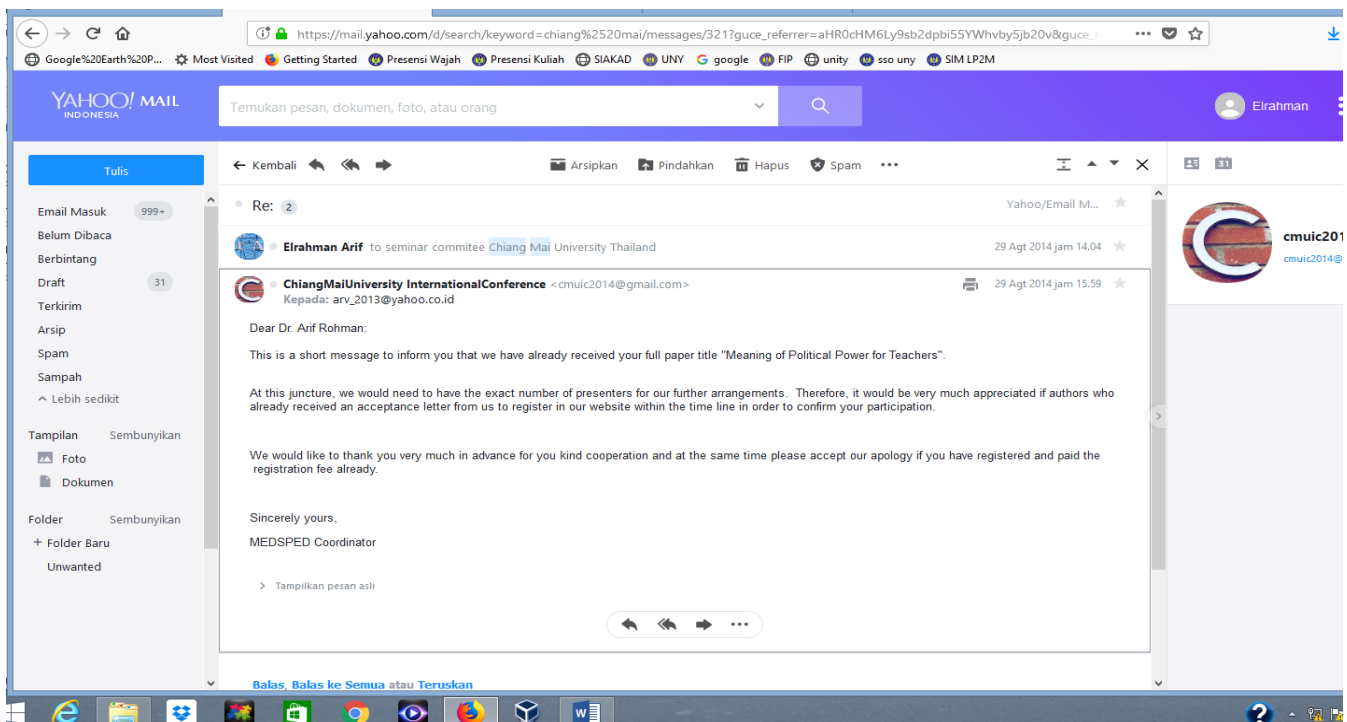 https://mail.yahoo.com/d/search/keyword=chiang%2520mai/messages/321?guce_referrer=aHR0cHM6Ly9sb2dpbi55YWhvby5jb20v&guce_
Google%20Earth%20P... Most Visited Getting Started Presensi Wajah Presensi Kuliah SIAKAD UNY google FIP unity sso uny SIM LP2M
YAHOO! MAIL
INDONESIA
Temukan pesan, dokumen, foto, atau orang
Elrahman
Tulis
Email Masuk 999+
Belum Dibaca
Berbintang
Draft 31
Terkirim
Arsip
Spam
Sampah
Lebih sedikit
Tampilan Sembunyikan
Foto
Dokumen
Folder Sembunyikan
+ Folder Baru
Unwanted
Kembali Arsipkan Pindahkan Hapus Spam
Re: 2 Yahoo/Email M...
Elrahman Arif to seminar commitee Chiang Mai University Thailand 29 Agt 2014 jam 14.04
ChiangMaiUniversity InternationalConference <cmuic2014@gmail.com> 29 Agt 2014 jam 15.59
Kepada: arv_2013@yahoo.co.id
Dear Dr. Arif Rohman:
This is a short message to inform you that we have already received your full paper title "Meaning of Political Power for Teachers".
At this juncture, we would need to have the exact number of presenters for our further arrangements. Therefore, it would be very much appreciated if authors who
already received an acceptance letter from us to register in our website within the time line in order to confirm your participation.
We would like to thank you very much in advance for you kind cooperation and at the same time please accept our apology if you have registered and paid the
registration fee already.
Sincerely yours,
MEDSPED Coordinator
Tampilkan pesan asli
Balas, Balas ke Semua atau Teruskan
31
C
cmuic201
cmuic2014@